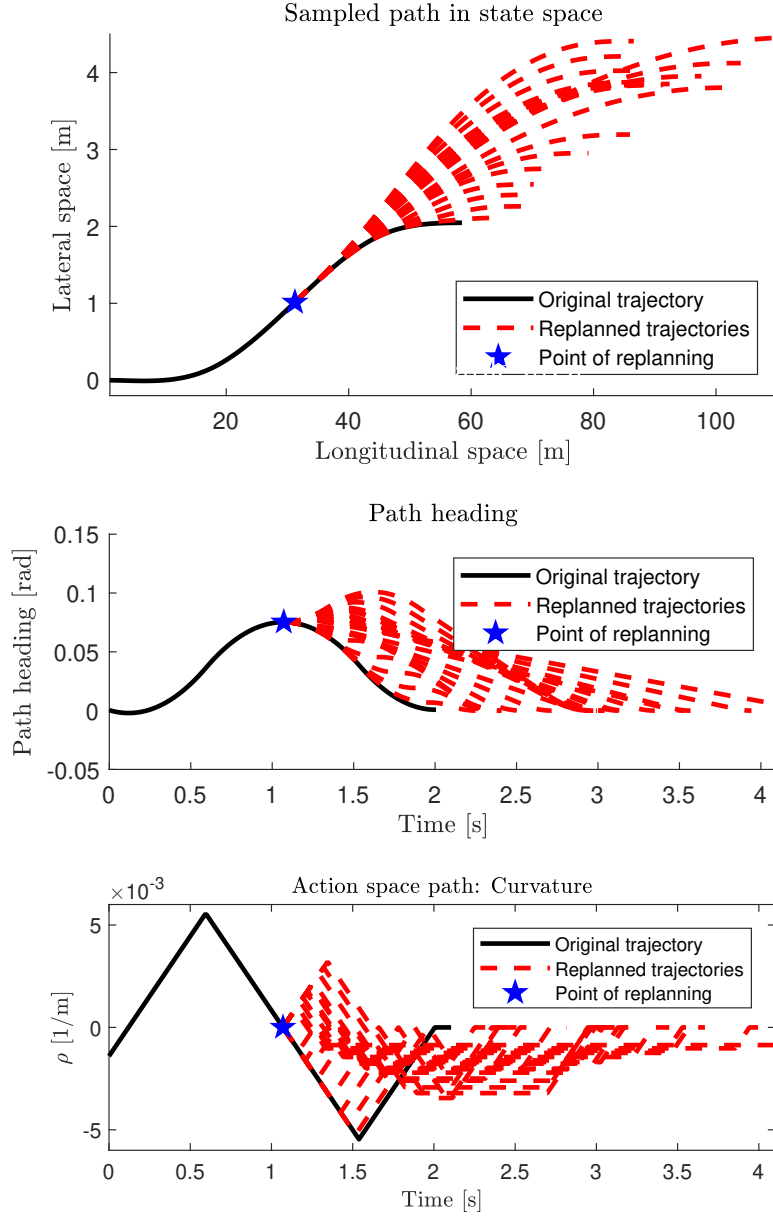 Sampled path in state space
4
3
2
1
0
Lateral space [m]
Original trajectory
Replanned trajectories
Point of replanning
20
40
60
80
100
Longitudinal space [m]
Path heading
0.15
0.1
0.05
0
-0.05
Path heading [rad]
Original trajectory
Replanned trajectories
Point of replanning
0
0.5
1
1.5
2
2.5
3
3.5
4
Time [s]
×10⁻³
Action space path: Curvature
5
0
-5
ρ [1/m]
Original trajectory
Replanned trajectories
Point of replanning
0
0.5
1
1.5
2
2.5
3
3.5
4
Time [s]